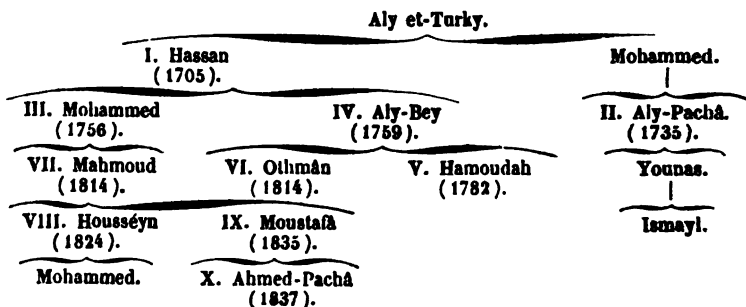 Aly et-Turky.
I. Hassan
(1705).
Mohammed.
III. Mohammed
(1756).
IV. Aly-Bey
(1759).
II. Aly-Pachâ.
(1735).
VII. Mahmoud
(1814).
VI. Othmân
(1814).
V. Hamoudah
(1782).
Younas.
VIII. Housséyn
(1824).
IX. Moustafâ
(1835).
Ismayl.
Mohammed.
X. Ahmed-Pachâ
(1837).